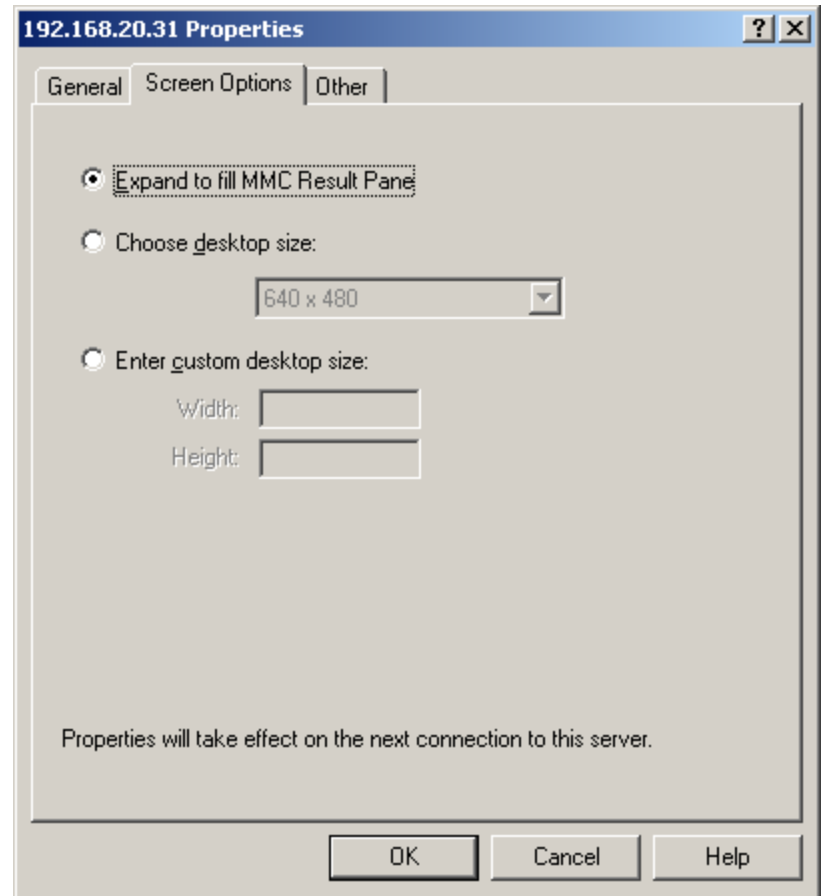 192.168.20.31 Properties
General Screen Options Other
Expand to fill MMC Result Pane
Choose desktop size:
640 x 480
Enter custom desktop size:
Width:
Height:
Properties will take effect on the next connection to this server.
OK Cancel Help